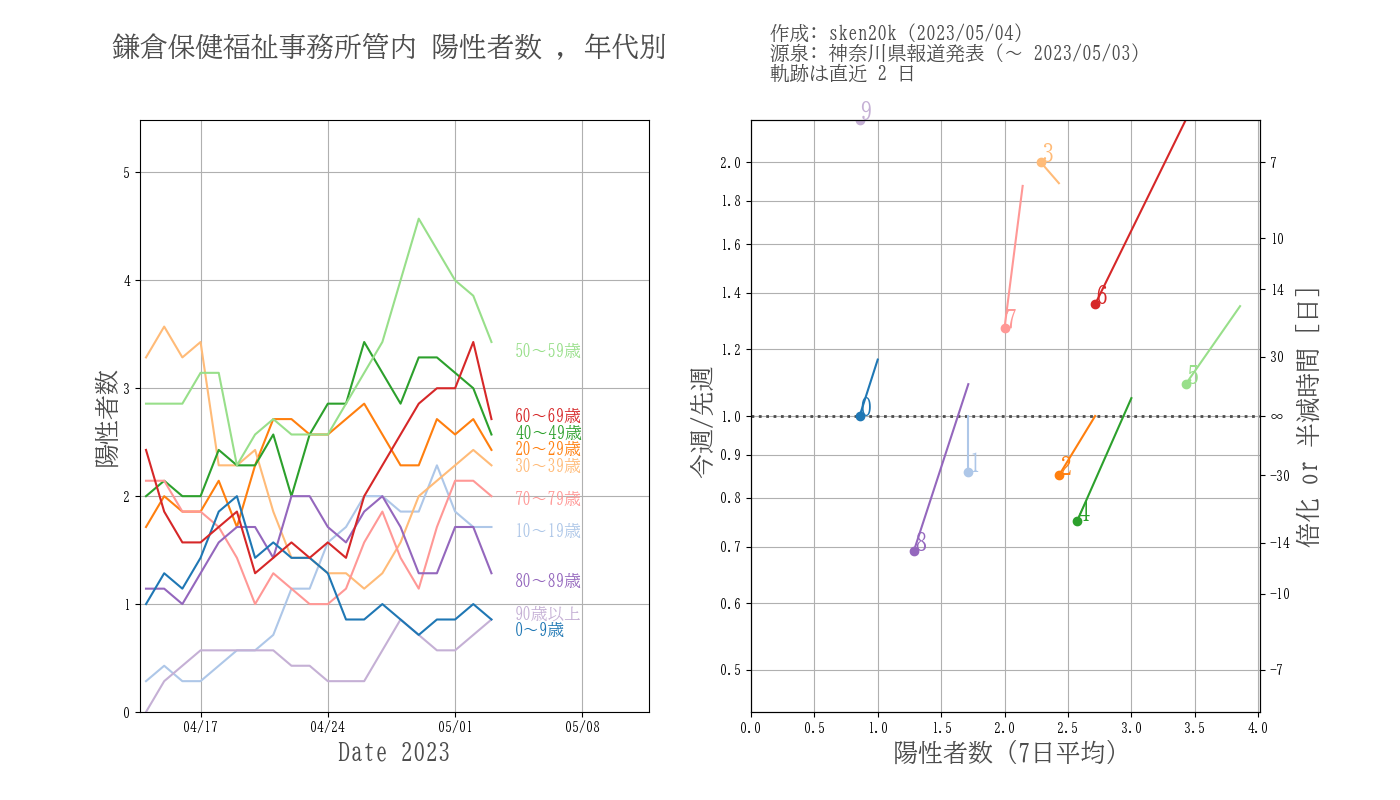 鎌倉保健福祉事務所管内 陽性者数 , 年代別
作成: sken20k (2023/05/04)
源泉: 神奈川県報道発表 (～ 2023/05/03)
軌跡は直近 2 日
陽性者数
5
4
3
2
1
0
04/17
04/24
05/01
05/08
Date 2023
50～59歳
60～69歳
40～49歳
20～29歳
30～39歳
70～79歳
10～19歳
80～89歳
90歳以上
0～9歳
今週/先週
2.0
1.8
1.6
1.4
1.2
1.0
0.9
0.8
0.7
0.6
0.5
9
3
6
7
5
0
1
2
4
8
0.0
0.5
1.0
1.5
2.0
2.5
3.0
3.5
4.0
陽性者数 (7日平均)
7
10
14
30
∞
−30
−14
−10
−7
倍化 or 半減時間 [日]